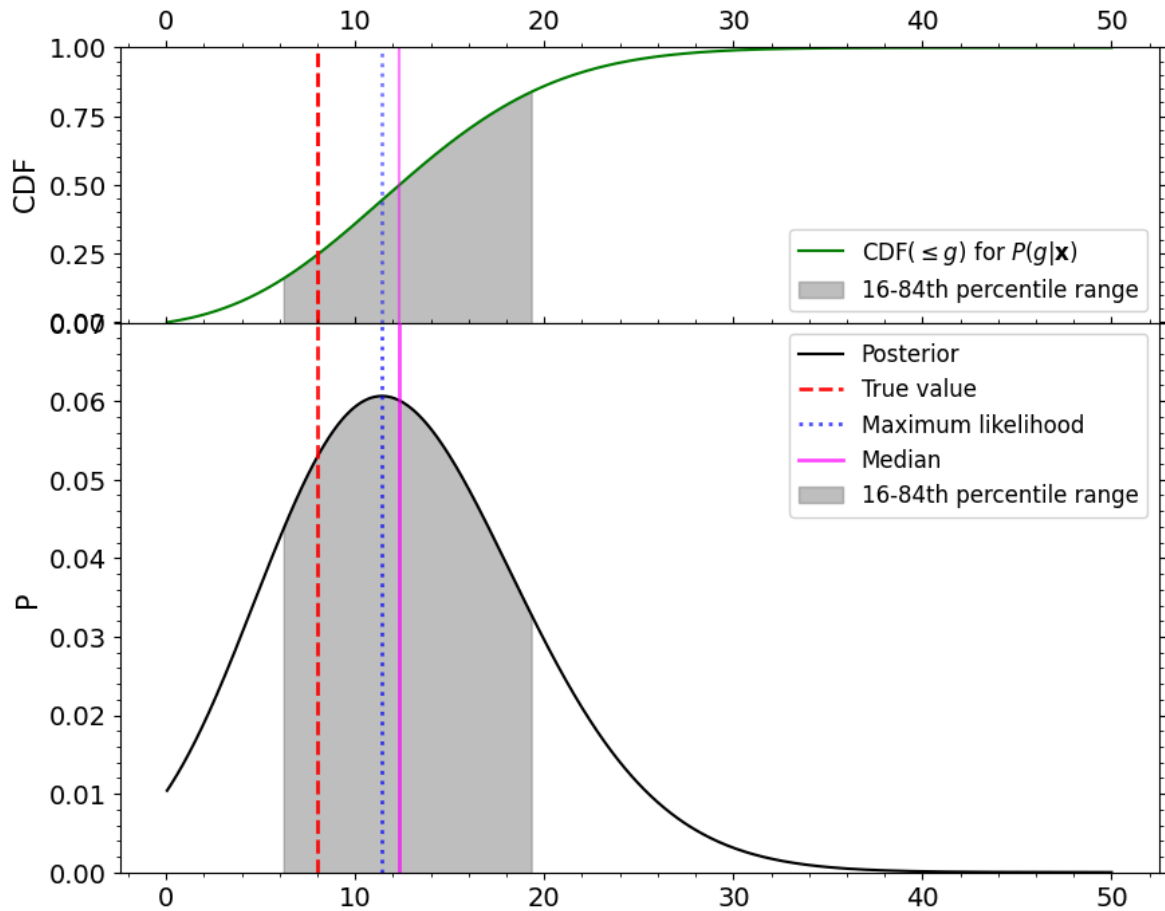 0 10 20 30 40 50
1.00
0.75
0.50
0.25
0.00
CDF
CDF(≤g) for P(g|x)
16-84th percentile range
0.07
0.06
0.05
0.04
0.03
0.02
0.01
0.00
P
Posterior
True value
Maximum likelihood
Median
16-84th percentile range
0 10 20 30 40 50